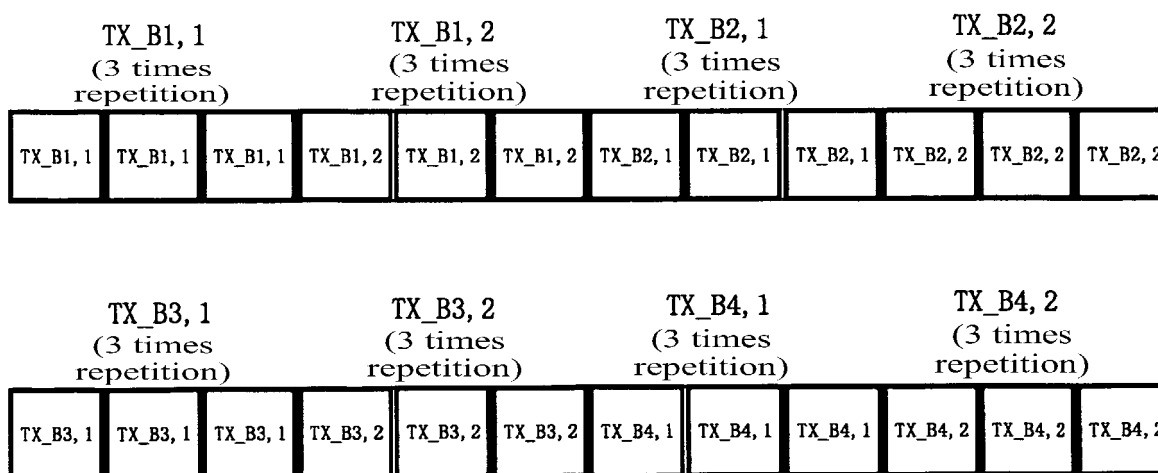 TX_B1, 1 TX_B1, 2 TX_B2, 1 TX_B2, 2
(3 times (3 times (3 times (3 times
repetition) repetition) repetition) repetition)
TX_B1, 1 TX_B1, 1 TX_B1, 1 TX_B1, 2 TX_B1, 2 TX_B1, 2 TX_B2, 1 TX_B2, 1 TX_B2, 1 TX_B2, 2 TX_B2, 2 TX_B2, 2
TX_B3, 1 TX_B3, 2 TX_B4, 1 TX_B4, 2
(3 times (3 times (3 times (3 times
repetition) repetition) repetition) repetition)
TX_B3, 1 TX_B3, 1 TX_B3, 1 TX_B3, 2 TX_B3, 2 TX_B3, 2 TX_B4, 1 TX_B4, 1 TX_B4, 1 TX_B4, 2 TX_B4, 2 TX_B4, 2